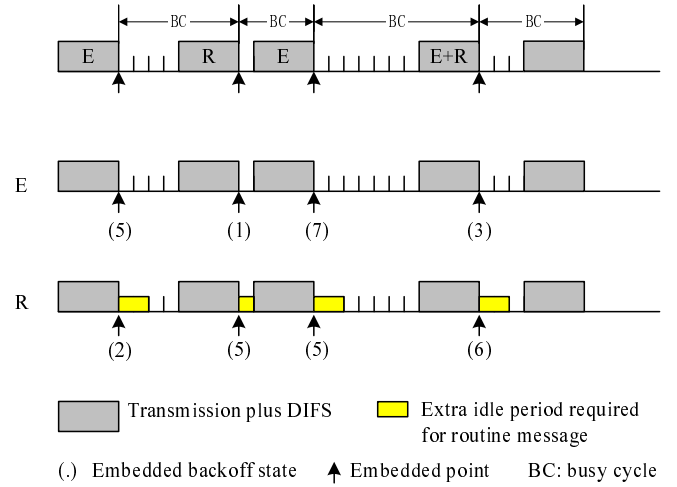 BC BC BC BC
E R E E+R
E
(5) (1) (7) (3)
R
(2) (5) (5) (6)
Transmission plus DIFS
Extra idle period required
for routine message
(.) Embedded backoff state
Embedded point
BC: busy cycle